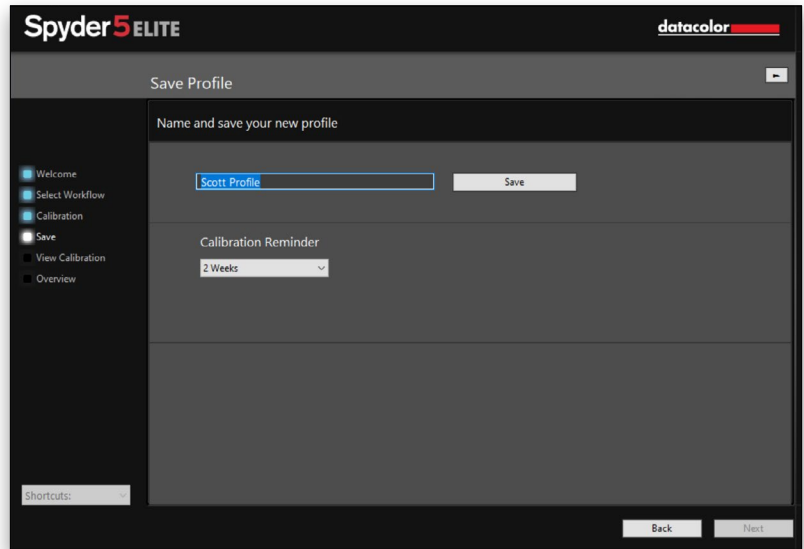 Spyder5ELITE
datacolor
Save Profile
Name and save your new profile
Welcome
Select Workflow
Calibration
Save
View Calibration
Overview
Scott Profile
Save
Calibration Reminder
2 Weeks
Shortcuts:
Back
Next